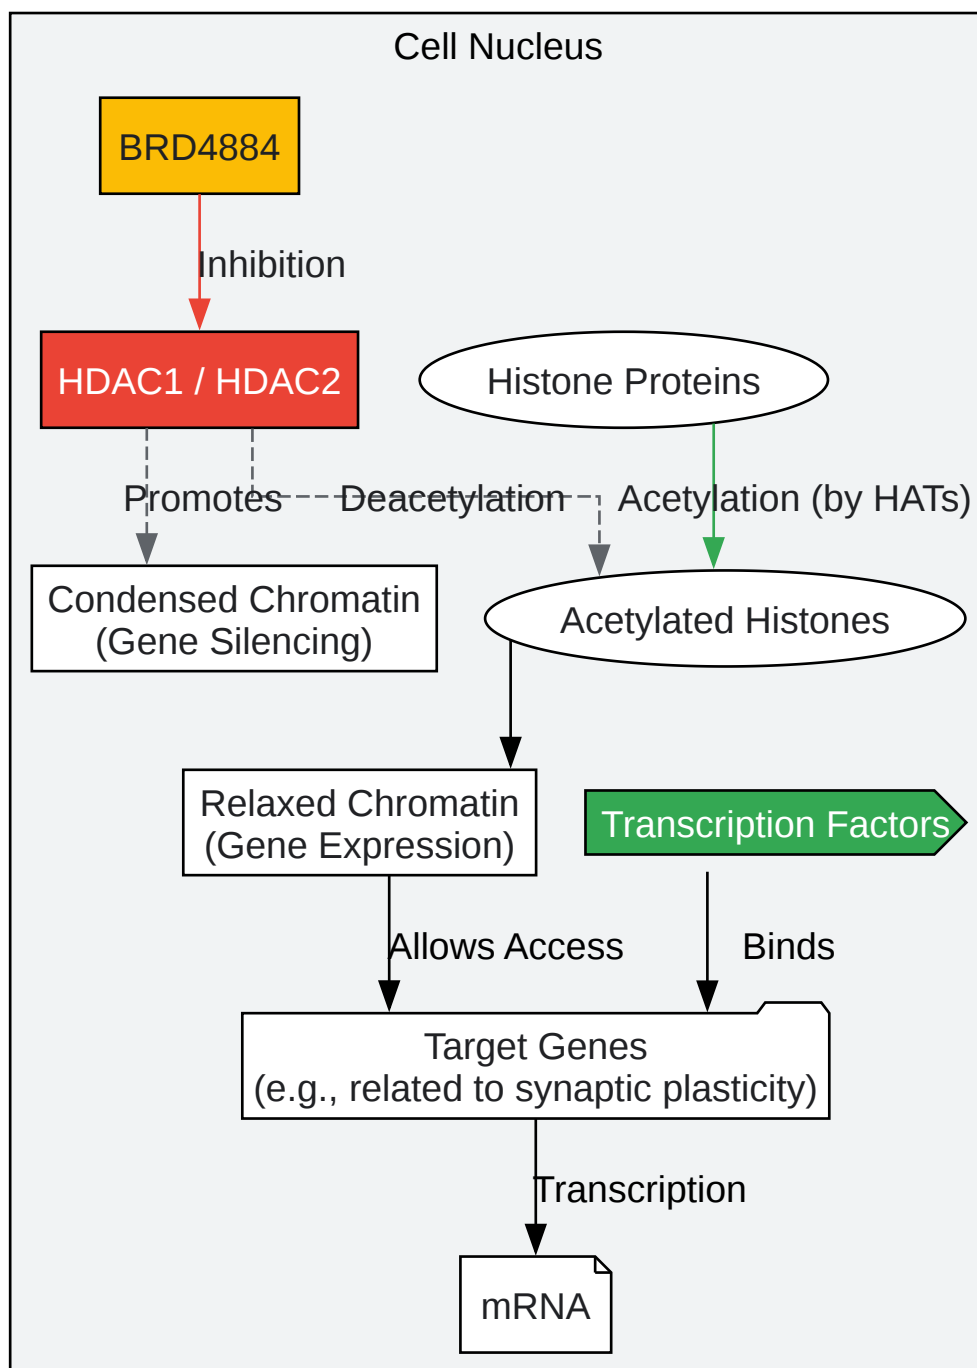 Cell Nucleus
BRD4884
Inhibition
HDAC1 / HDAC2
Histone Proteins
Promotes
Deacetylation
Acetylation (by HATs)
Condensed Chromatin
(Gene Silencing)
Acetylated Histones
Relaxed Chromatin
(Gene Expression)
Transcription Factors
Allows Access
Binds
Target Genes
(e.g., related to synaptic plasticity)
Transcription
mRNA